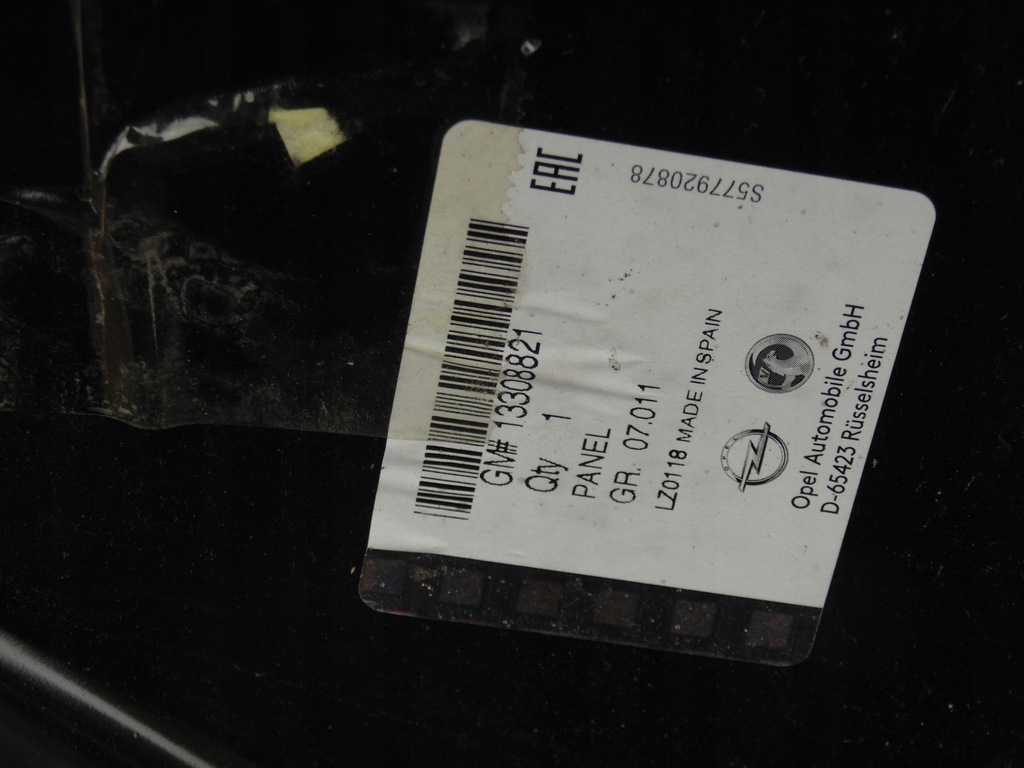 EAC
S577920878
GM# 13308821
Qty 1
PANEL
GR. 07.011
LZ0118 MADE IN SPAIN
OPEL
Opel Automobile GmbH
D-65423 Rüsselsheim